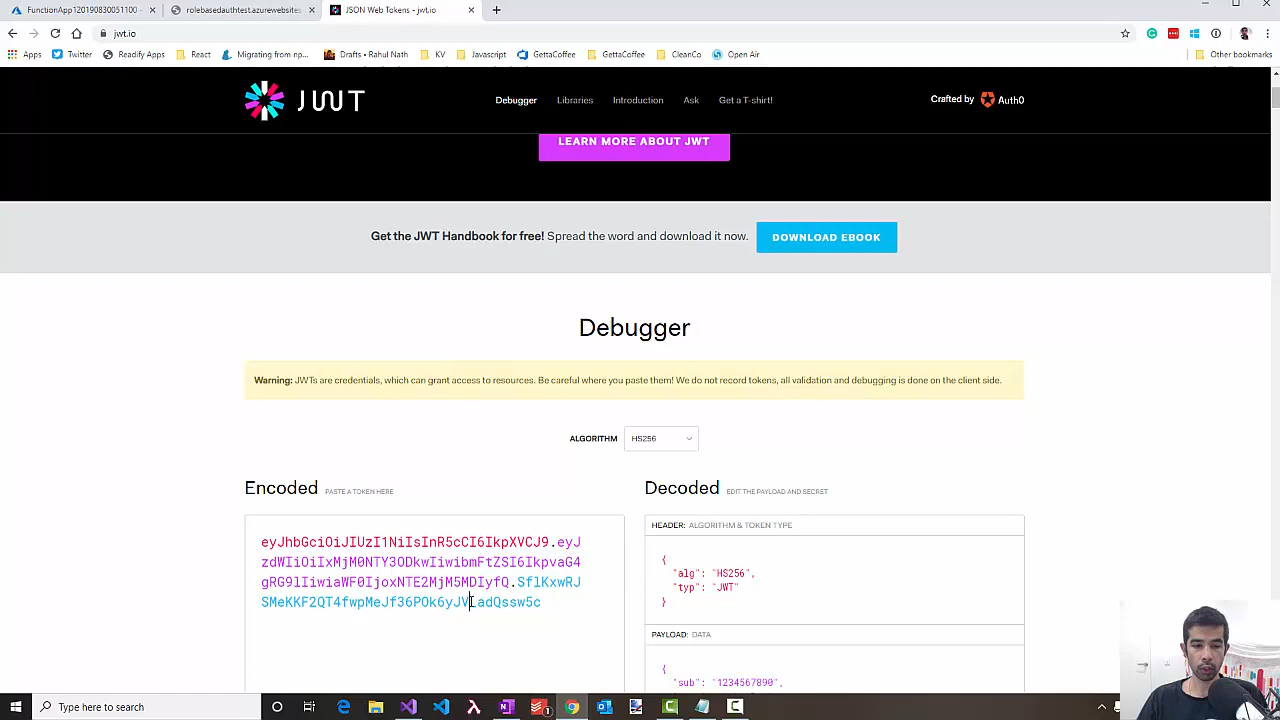 FunctionApp120190830051100 -
rolebasedauthtest.azurewebsites
JSON Web Tokens - jwt.io
jwt.io
Apps
Twitter
Readify Apps
React
Migrating from np...
Drafts • Rahul Nath
KV
Javascript
GettaCoffee
GettaCoffee
CleanCo
Open Air
Other bookmarks
JWT
Debugger
Libraries
Introduction
Ask
Get a T-shirt!
Crafted by Auth0
LEARN MORE ABOUT JWT
Get the JWT Handbook for free! Spread the word and download it now.
DOWNLOAD EBOOK
Debugger
Warning: JWTs are credentials, which can grant access to resources. Be careful where you paste them! We do not record tokens, all validation and debugging is done on the client side.
ALGORITHM HS256
Encoded PASTE A TOKEN HERE
eyJhbGciOiJIUzI1NiIsInR5cCI6IkpXVCJ9.eyJ
zdWIiOiIxMjM0NTY3ODkwIiwibmFtZSI6IkpvaG4
gRG9lIiwiaWF0IjoxNTE2MjM5MDIyfQ.SflKxwRJ
SMeKKF2QT4fwpMeJf36POk6yJV_adQssw5c
Decoded EDIT THE PAYLOAD AND SECRET
HEADER: ALGORITHM & TOKEN TYPE
{
"alg": "HS256",
"typ": "JWT"
}
PAYLOAD: DATA
{
"sub": "1234567890",
Type here to search